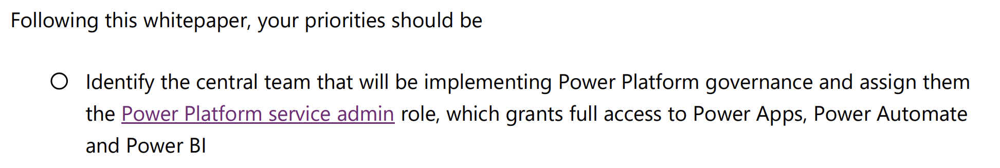 Following this whitepaper, your priorities should be
○ Identify the central team that will be implementing Power Platform governance and assign them
the Power Platform service admin role, which grants full access to Power Apps, Power Automate
and Power BI